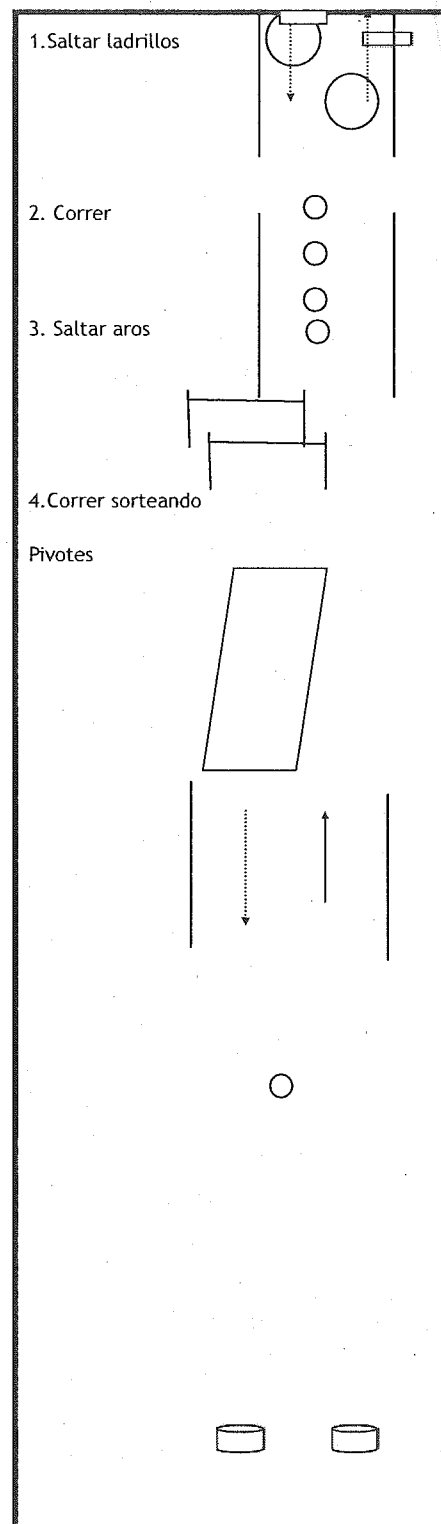 1.Saltar ladrillos
2. Correr
3. Saltar aros
4.Correr sorteando
Pivotes